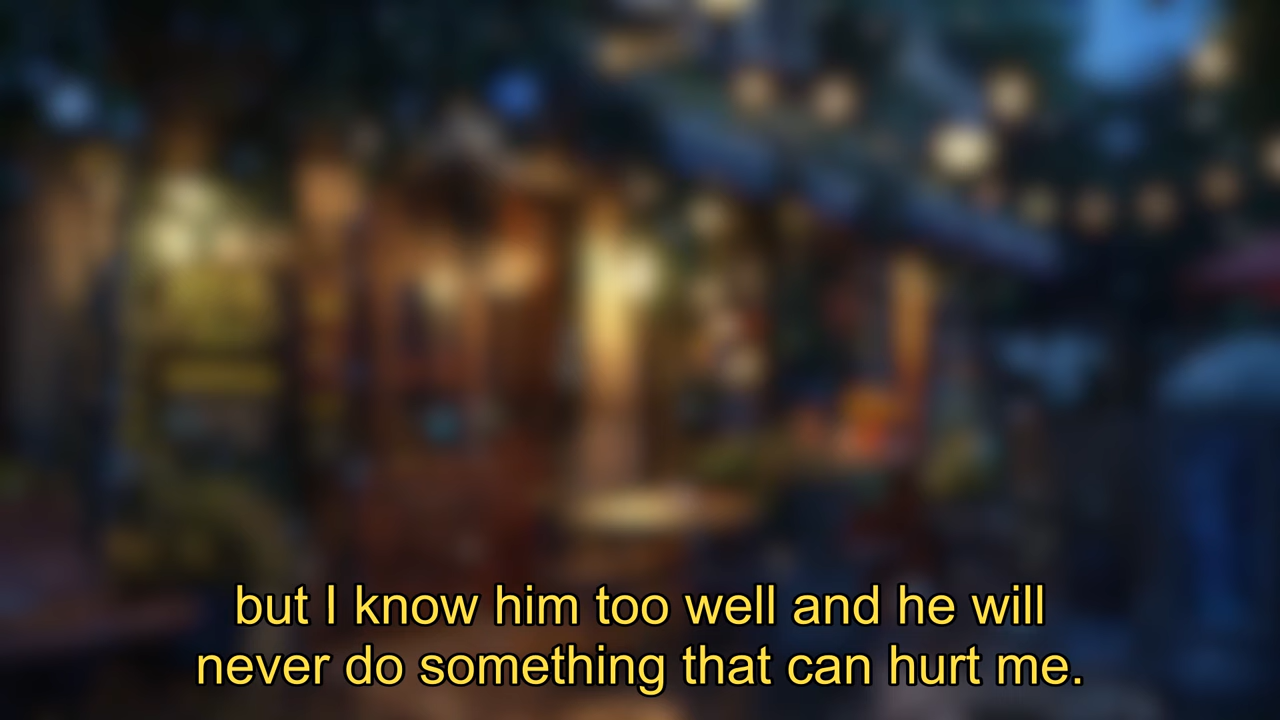 but I know him too well and he will
never do something that can hurt me.